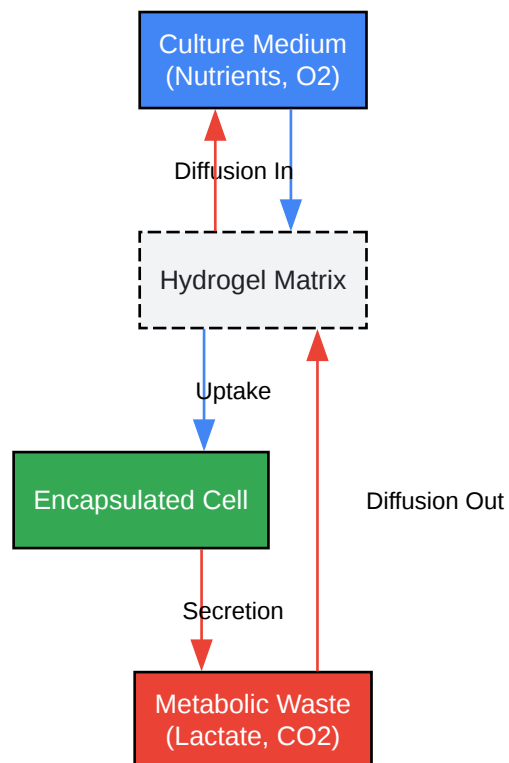 Culture Medium
(Nutrients, O2)
Diffusion In
Hydrogel Matrix
Uptake
Encapsulated Cell
Diffusion Out
Secretion
Metabolic Waste
(Lactate, CO2)